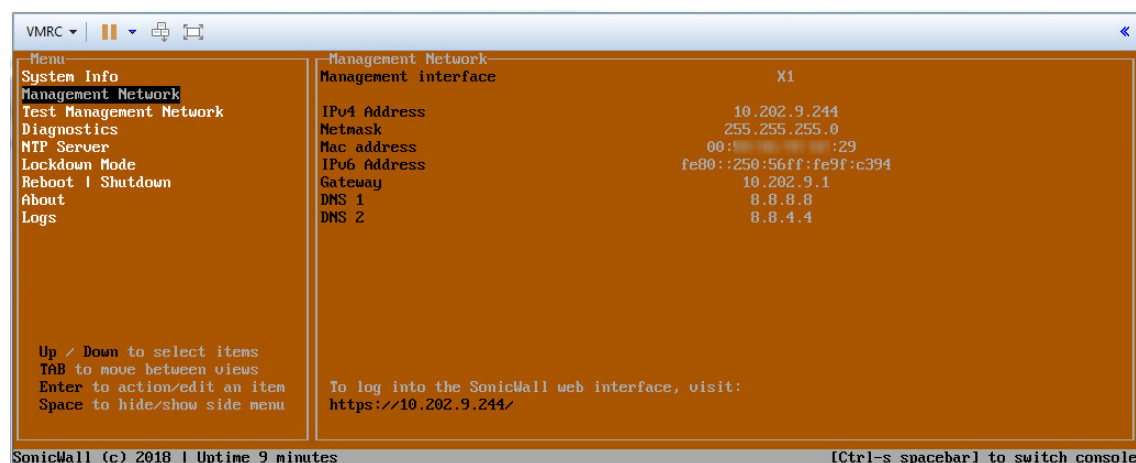 VMRC
Menu
System Info
Management Network
Test Management Network
Diagnostics
NTP Server
Lockdown Mode
Reboot | Shutdown
About
Logs
Up / Down to select items
TAB to move between views
Enter to action/edit an item
Space to hide/show side menu
Management Network
Management interface X1
IPv4 Address 10.202.9.244
Netmask 255.255.255.0
Mac address 00: :29
IPv6 Address fe80::250:56ff:fe9f:c394
Gateway 10.202.9.1
DNS 1 8.8.8.8
DNS 2 8.8.4.4
To log into the SonicWall web interface, visit:
https://10.202.9.244/
SonicWall (c) 2018 | Uptime 9 minutes [Ctrl-s spacebar] to switch console